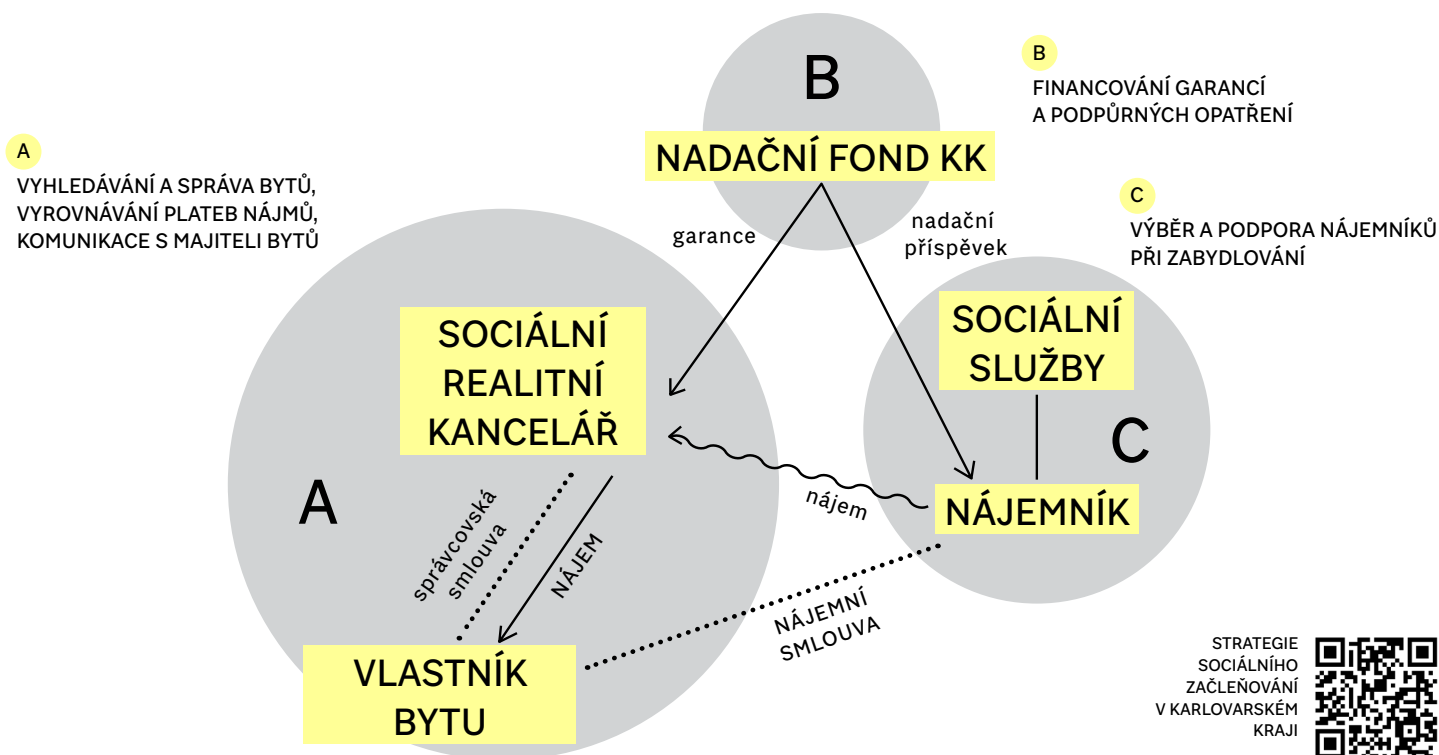 B
NADAČNÍ FOND KK
B
FINANCOVÁNÍ GARANCÍ
A PODPŮRNÝCH OPATŘENÍ
A
VYHLEDÁVÁNÍ A SPRÁVA BYTŮ,
VYROVNÁVÁNÍ PLATEB NÁJMŮ,
KOMUNIKACE S MAJITELI BYTŮ
C
VÝBĚR A PODPORA NÁJEMNÍKŮ
PŘI ZABYDLOVÁNÍ
garance
nadační
příspěvek
SOCIÁLNÍ
REALITNÍ
KANCELÁŘ
SOCIÁLNÍ
SLUŽBY
A
C
nájem
NÁJEMNÍK
správcovská
smlouva
NÁJEM
NÁJEMNÍ
SMLOUVA
VLASTNÍK
BYTU
STRATEGIE
SOCIÁLNÍHO
ZAČLEŇOVÁNÍ
V KARLOVARSKÉM
KRAJI